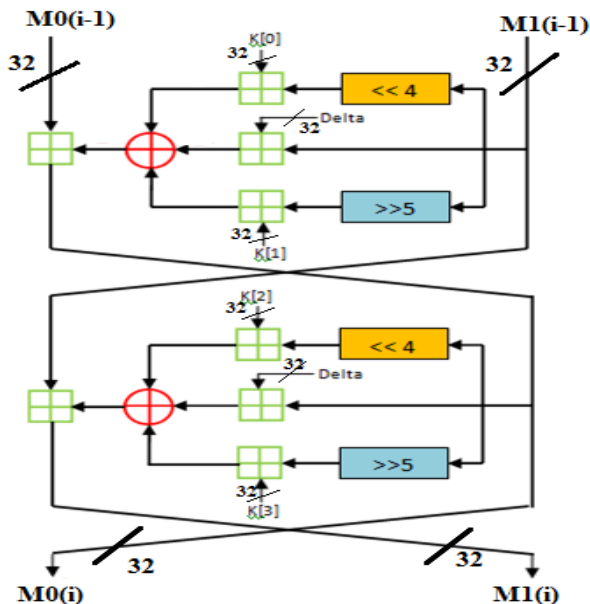 M0(i-1)
M1(i-1)
K[0]
32
32
32
<< 4
Delta
32
>>5
32
K[1]
K[2]
32
<< 4
32
Delta
>>5
32
K[3]
32
32
M0(i)
M1(i)